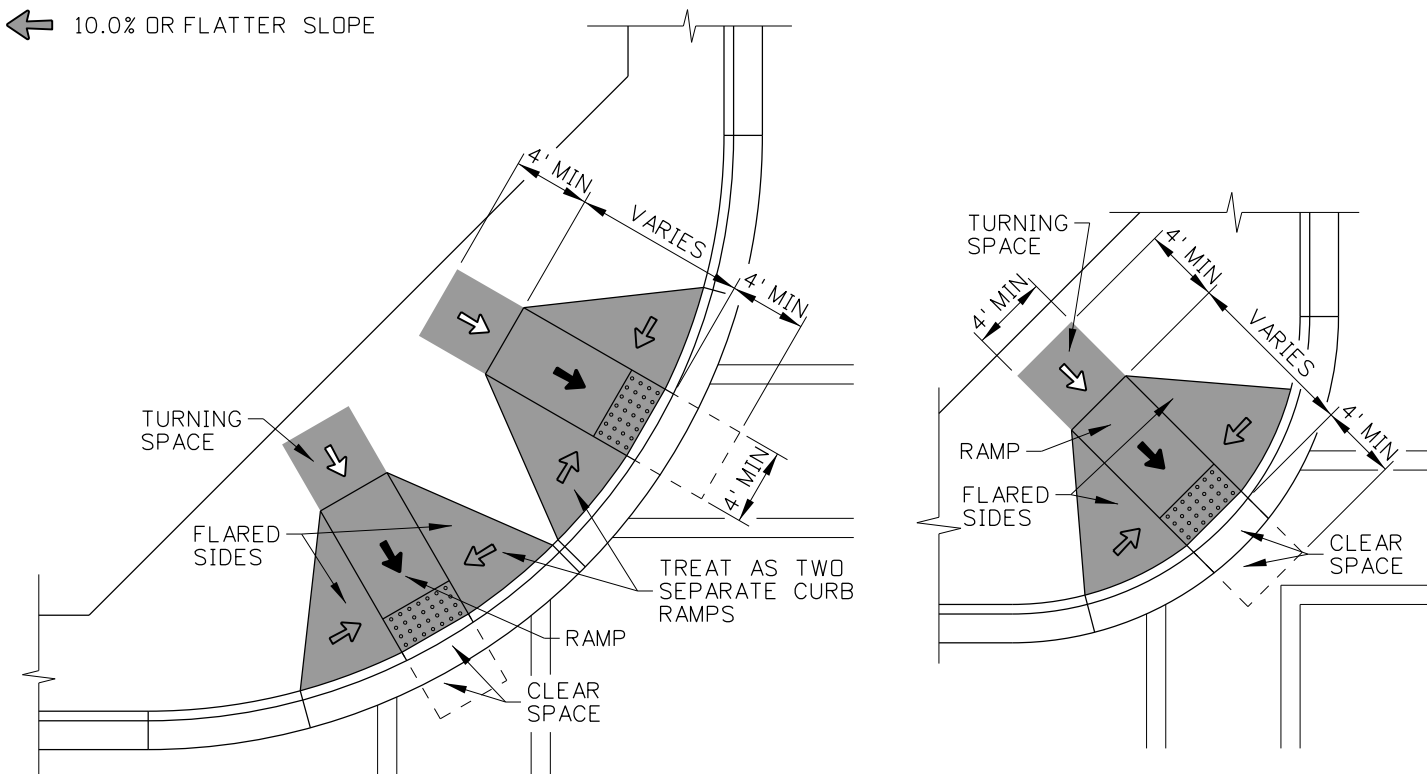 10.0% OR FLATTER SLOPE
4' MIN
VARIES
4' MIN
4' MIN
TURNING
SPACE
FLARED
SIDES
TREAT AS TWO
SEPARATE CURB
RAMPS
RAMP
CLEAR
SPACE
TURNING
SPACE
4' MIN
4' MIN
VARIES
4' MIN
RAMP
FLARED
SIDES
CLEAR
SPACE